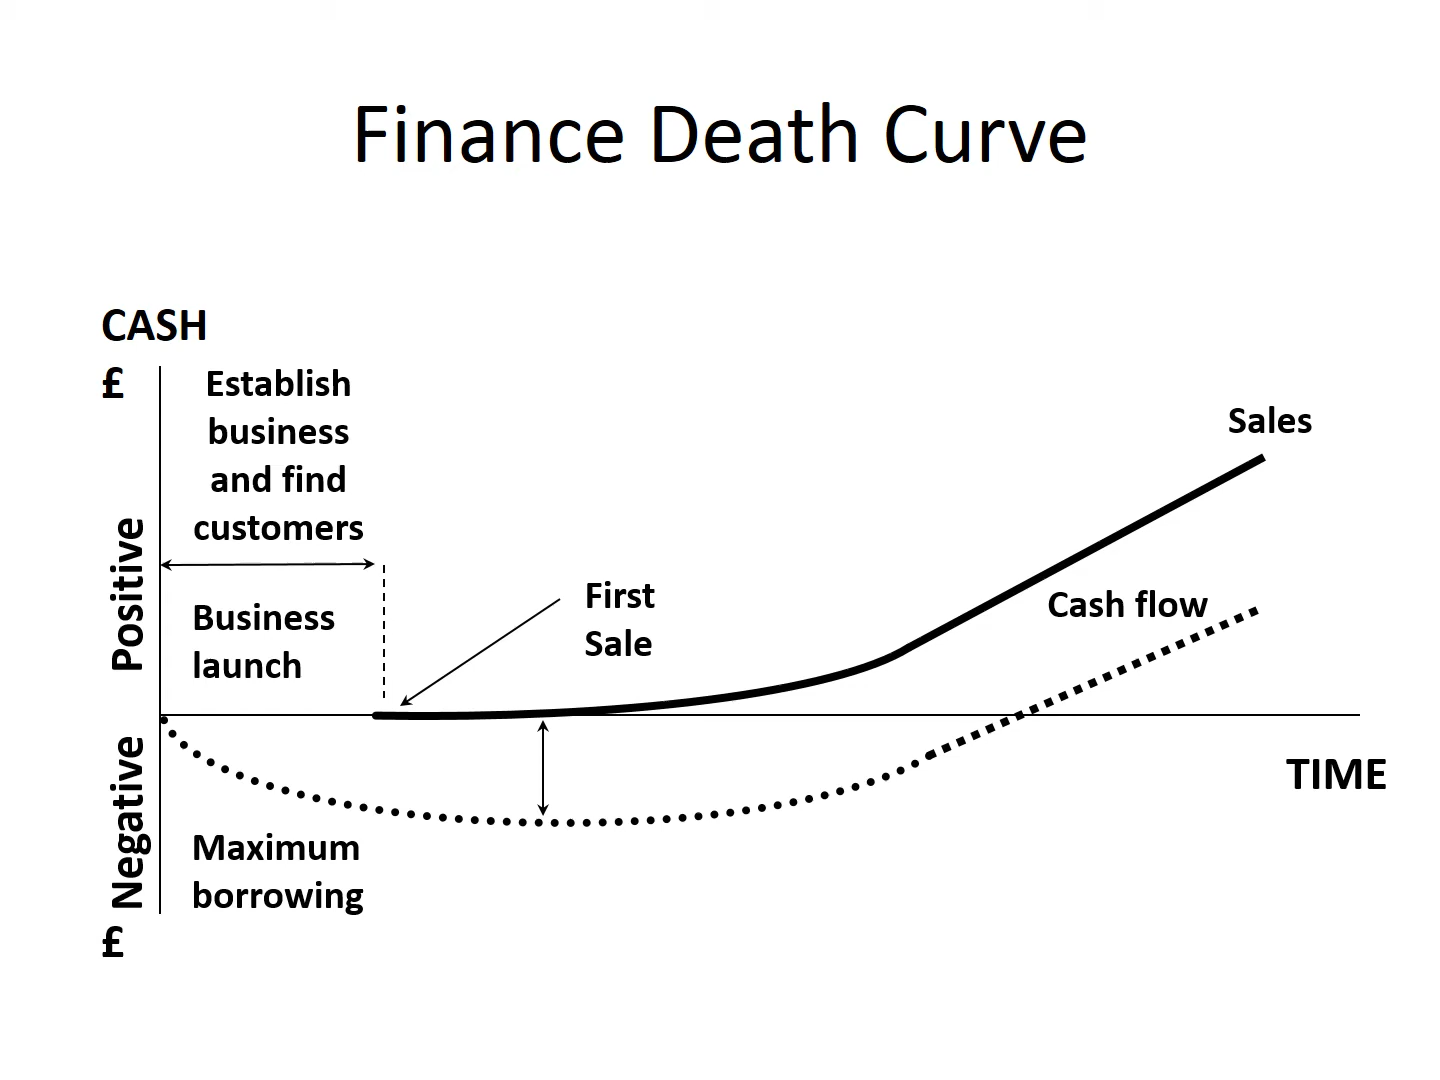 Finance Death Curve
CASH
£
Establish
business
and find
customers
Sales
Positive
First
Sale
Cash flow
Business
launch
Negative
TIME
Maximum
borrowing
£